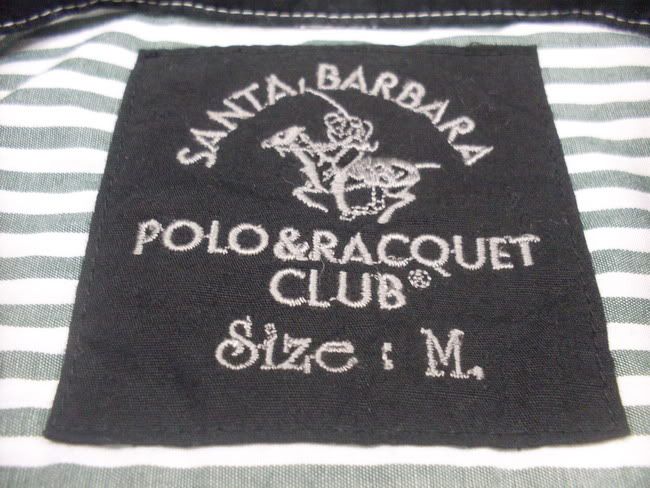 SANTA BARBARA
POLO&RACQUET
CLUB®
Size : M.